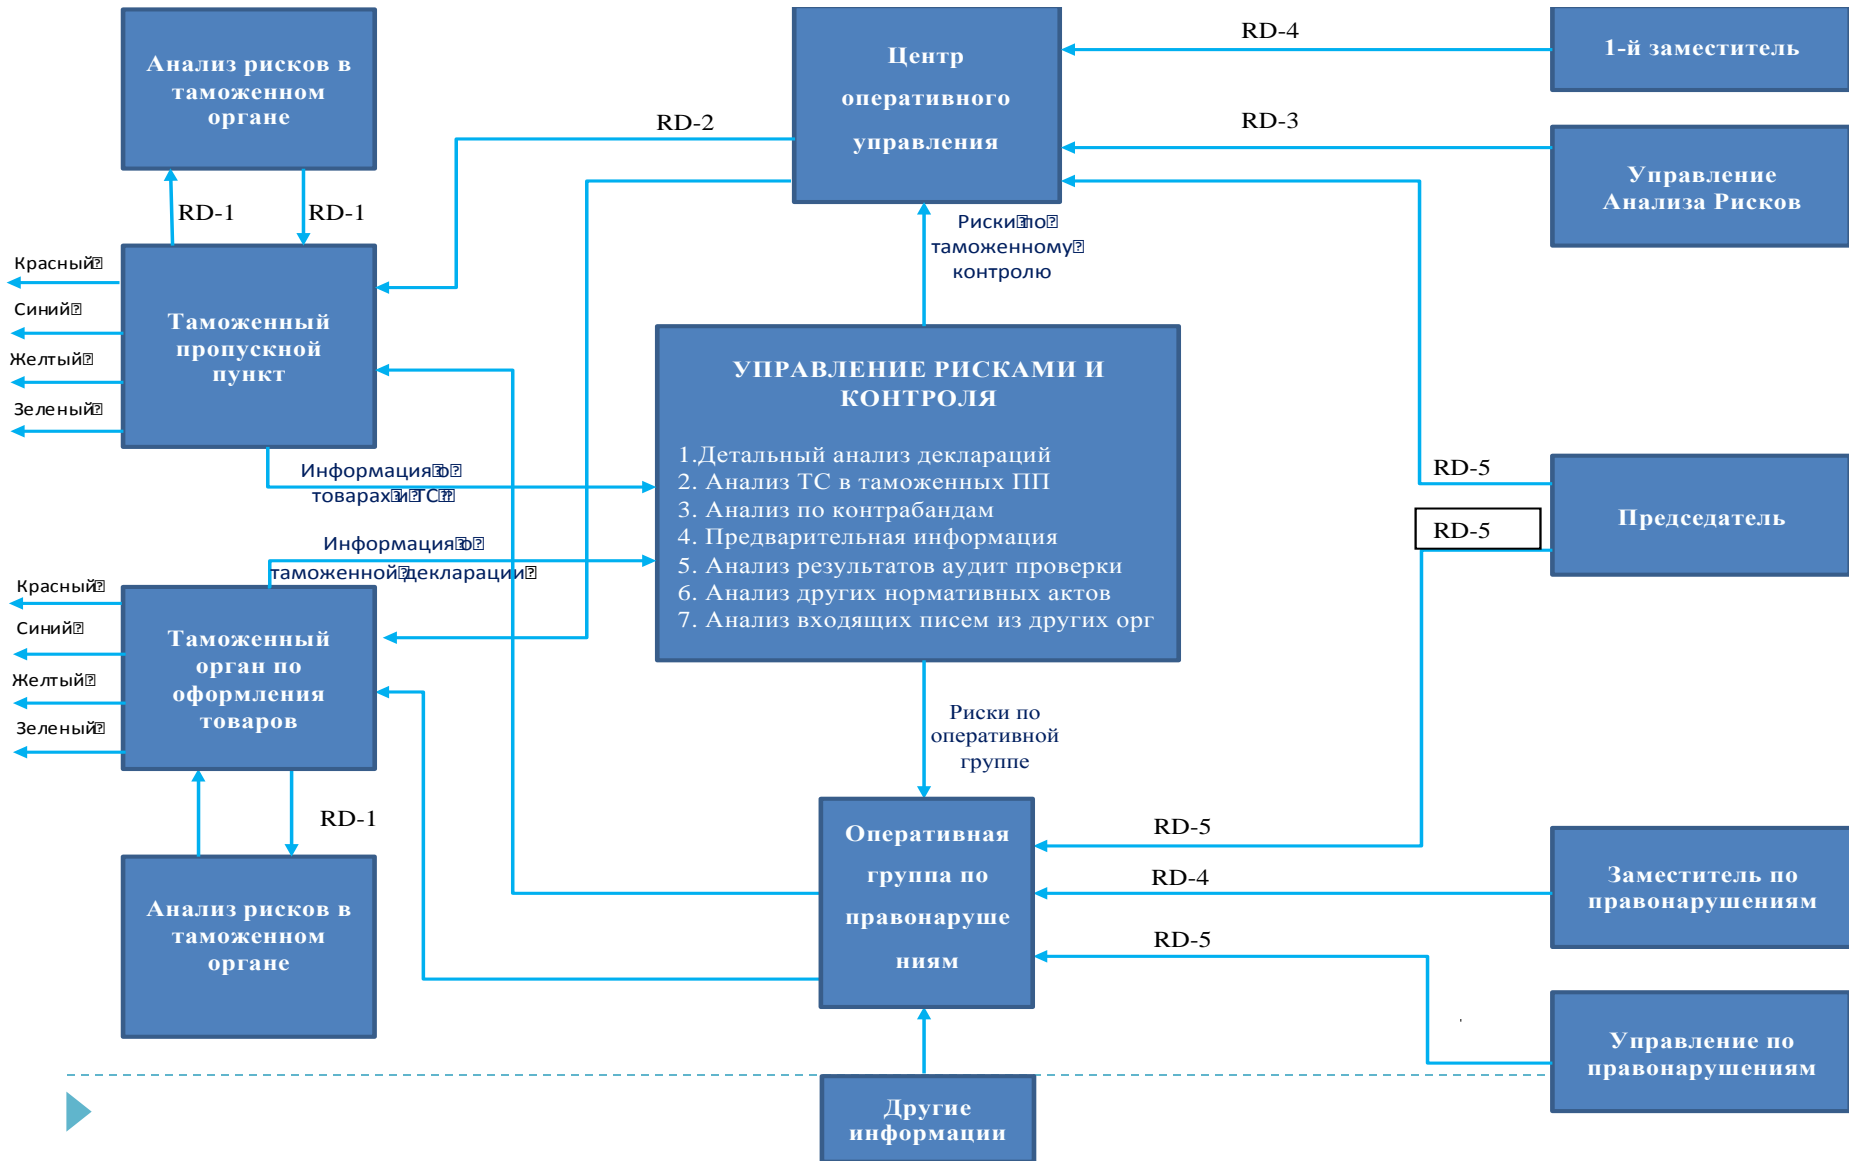 Анализ рисков в
таможенном
органе
RD-1
RD-1
Красный
Синий
Желтый
Зеленый
Таможенный
пропускной
пункт
RD-2
Центр
оперативного
управления
RD-4
1-й заместитель
RD-3
Управление
Анализа Рисков
Риски по
таможенному
контролю
УПРАВЛЕНИЕ РИСКАМИ И
КОНТРОЛЯ
1.Детальный анализ деклараций
2. Анализ ТС в таможенных ПП
3. Анализ по контрабандам
4. Предварительная информация
5. Анализ результатов аудит проверки
6. Анализ других нормативных актов
7. Анализ входящих писем из других орг
Информация о
товарах и ТС
Информация о
таможенной декларации
RD-5
RD-5
Председатель
Красный
Синий
Желтый
Зеленый
Таможенный
орган по
оформления
товаров
RD-1
Анализ рисков в
таможенном
органе
Риски по
оперативной
группе
Оперативная
группа по
правонаруше
ниям
RD-5
RD-4
RD-5
Заместитель по
правонарушениям
Управление по
правонарушениям
Другие
информации